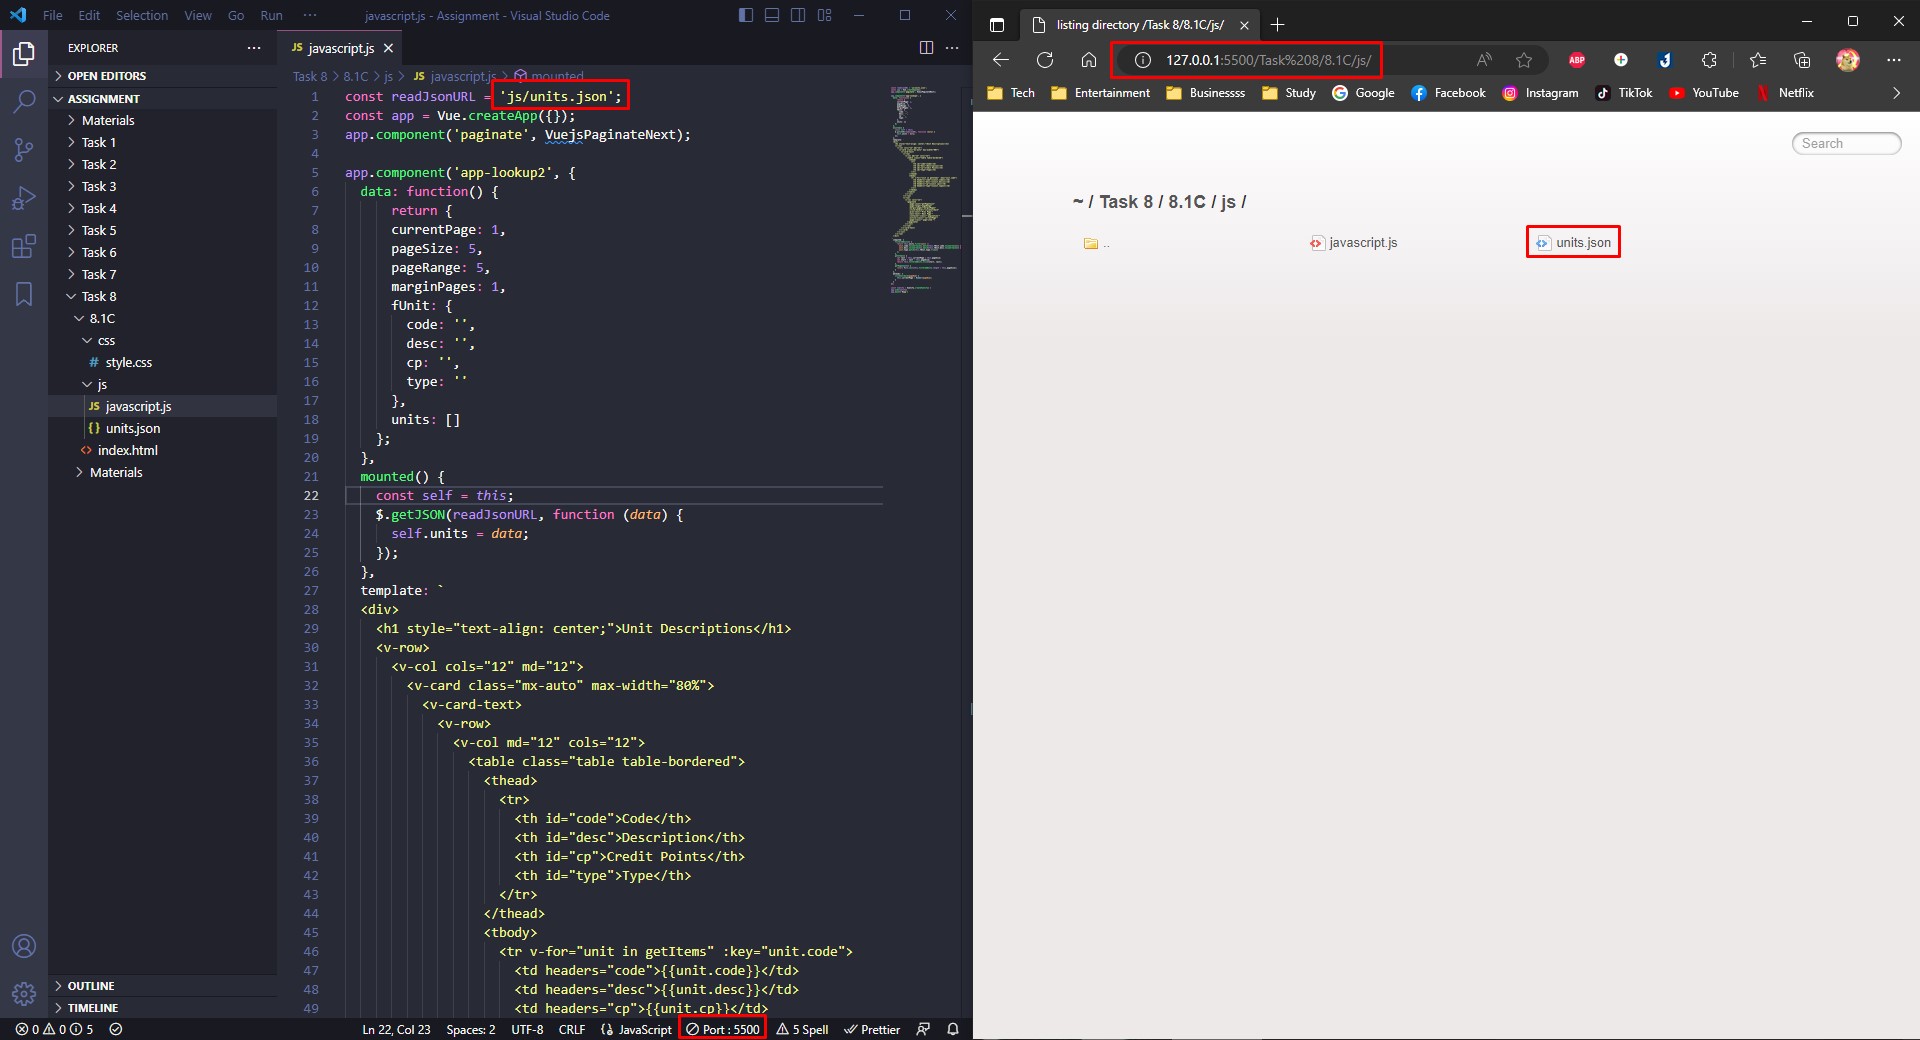 File Edit Selection View Go Run ··· javascript.js - Assignment - Visual Studio Code
EXPLORER ···
OPEN EDITORS
ASSIGNMENT
Materials
Task 1
Task 2
Task 3
Task 4
Task 5
Task 6
Task 7
Task 8
8.1C
css
# style.css
js
JS javascript.js
{} units.json
<> index.html
Materials
OUTLINE
TIMELINE
JS javascript.js
Task 8 > 8.1C > js > JS javascript.js > mounted
1 const readJsonURL = 'js/units.json';
2 const app = Vue.createApp({});
3 app.component('paginate', VuejsPaginateNext);
4
5 app.component('app-lookup2', {
6 data: function() {
7 return {
8 currentPage: 1,
9 pageSize: 5,
10 pageRange: 5,
11 marginPages: 1,
12 fUnit: {
13 code: '',
14 desc: '',
15 cp: '',
16 type: ''
17 },
18 units: []
19 };
20 },
21 mounted() {
22 const self = this;
23 $.getJSON(readJsonURL, function (data) {
24 self.units = data;
25 });
26 },
27 template: `
28 <div>
29 <h1 style="text-align: center;">Unit Descriptions</h1>
30 <v-row>
31 <v-col cols="12" md="12">
32 <v-card class="mx-auto" max-width="80%">
33 <v-card-text>
34 <v-row>
35 <v-col md="12" cols="12">
36 <table class="table table-bordered">
37 <thead>
38 <tr>
39 <th id="code">Code</th>
40 <th id="desc">Description</th>
41 <th id="cp">Credit Points</th>
42 <th id="type">Type</th>
43 </tr>
44 </thead>
45 <tbody>
46 <tr v-for="unit in getItems" :key="unit.code">
47 <td headers="code">{{unit.code}}</td>
48 <td headers="desc">{{unit.desc}}</td>
49 <td headers="cp">{{unit.cp}}</td>
0 0 5 Ln 22, Col 23 Spaces: 2 UTF-8 CRLF JavaScript Port : 5500 5 Spell Prettier
listing directory /Task 8/8.1C/js/
127.0.0.1:5500/Task%208/8.1C/js/
ABP
Tech Entertainment Businessss Study Google Facebook Instagram TikTok YouTube Netflix
Search
~ / Task 8 / 8.1C / js /
.. javascript.js units.json